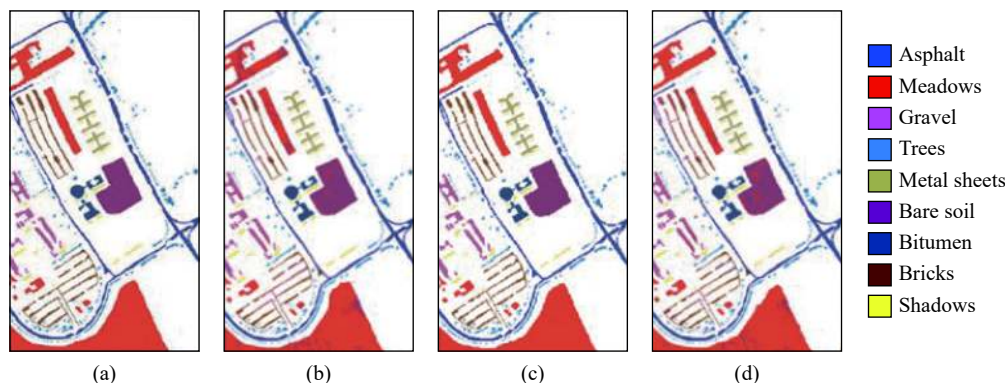 Asphalt
Meadows
Gravel
Trees
Metal sheets
Bare soil
Bitumen
Bricks
Shadows
(a)
(b)
(c)
(d)